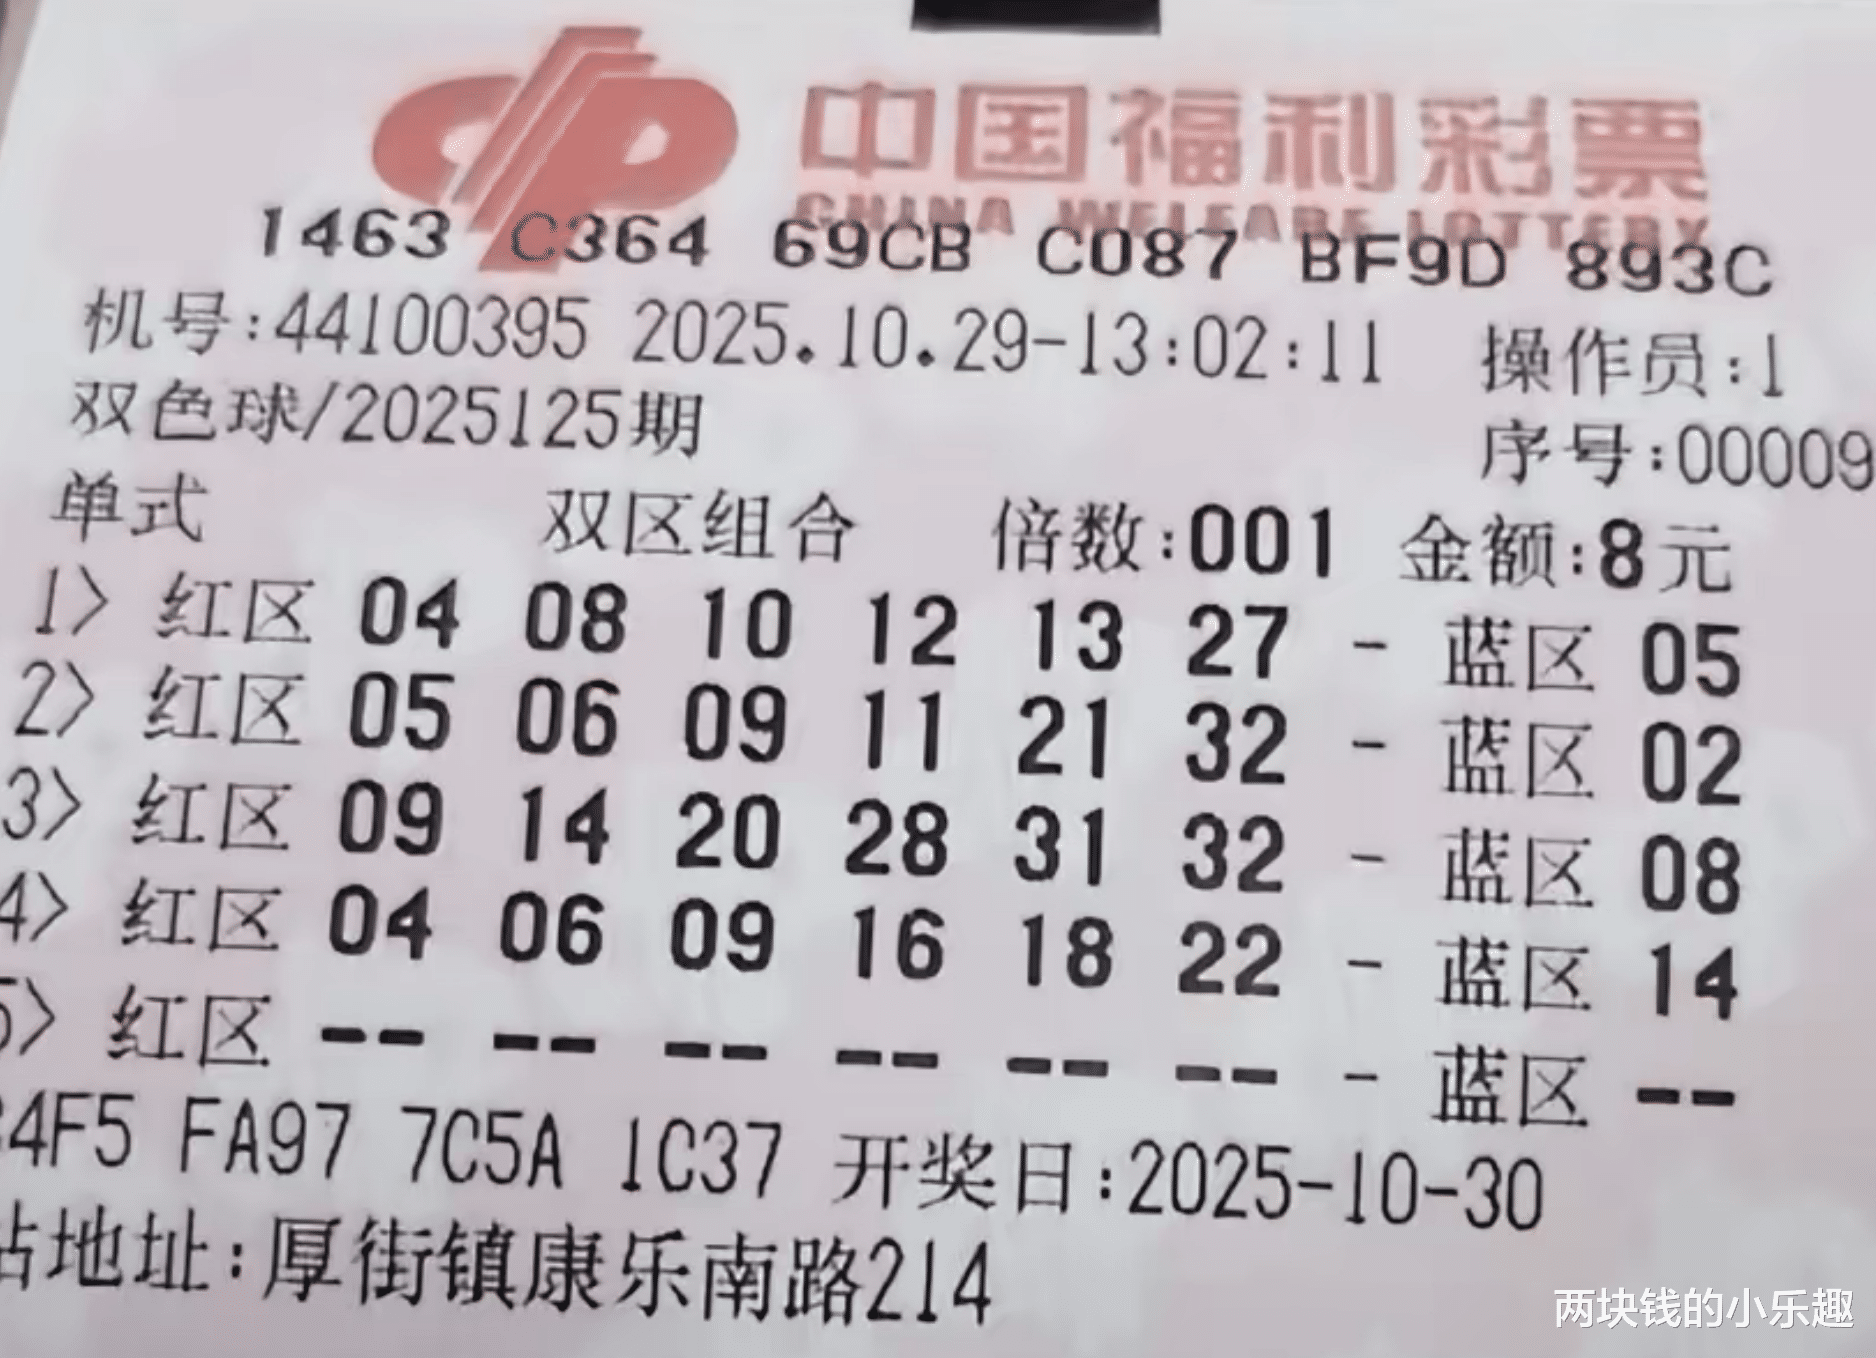 中国福利彩票
CHINA WELFARE LOTTERY
1463 C364 69CB C087 BF9D 893C
机号:44100395 2025.10.29-13:02:11 操作员:1
双色球/2025125期 序号:00009
单式 双区组合 倍数:001 金额:8元
1> 红区 04 08 10 12 13 27 - 蓝区 05
2> 红区 05 06 09 11 21 32 - 蓝区 02
3> 红区 09 14 20 28 31 32 - 蓝区 08
4> 红区 04 06 09 16 18 22 - 蓝区 14
5> 红区 -- -- -- -- -- -- - 蓝区 --
4F5 FA97 7C5A 1C37 开奖日:2025-10-30
站地址:厚街镇康乐南路214
两块钱的小乐趣